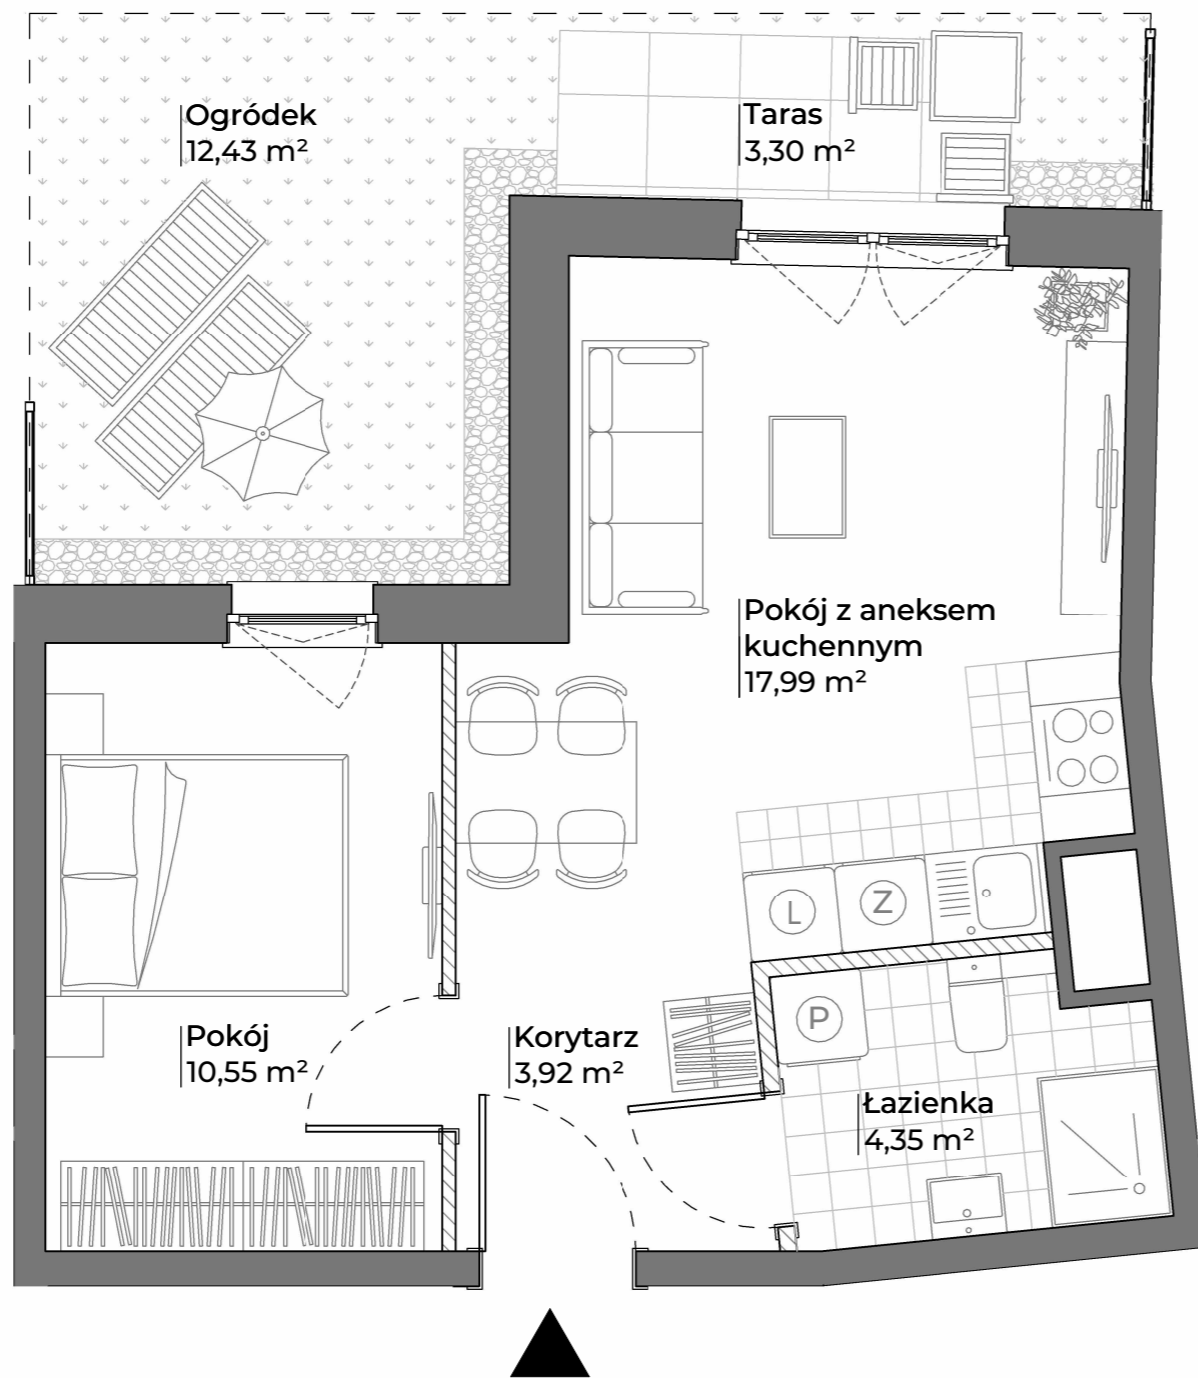 Ogródek
12,43 m²
Taras
3,30 m²
Pokój z aneksem
kuchennym
17,99 m²
L
Z
P
Pokój
10,55 m²
Korytarz
3,92 m²
Łazienka
4,35 m²